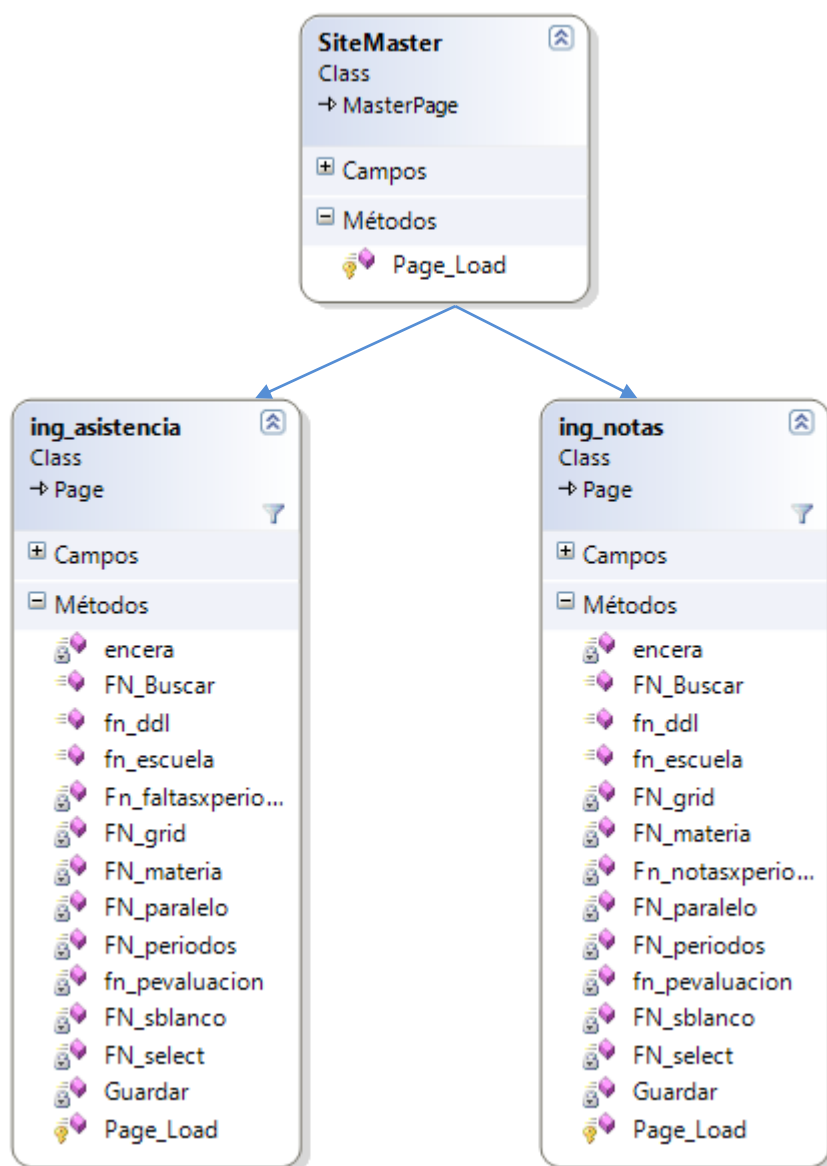 SiteMaster
Class
MasterPage
Campos
Métodos
Page_Load
ing_asistencia
Class
Page
Campos
Métodos
encera
FN_Buscar
fn_ddl
fn_escuela
Fn_faltasxperio...
FN_grid
FN_materia
FN_paralelo
FN_periodos
fn_pevaluacion
FN_sblanco
FN_select
Guardar
Page_Load
ing_notas
Class
Page
Campos
Métodos
encera
FN_Buscar
fn_ddl
fn_escuela
FN_grid
FN_materia
Fn_notasxperio...
FN_paralelo
FN_periodos
fn_pevaluacion
FN_sblanco
FN_select
Guardar
Page_Load